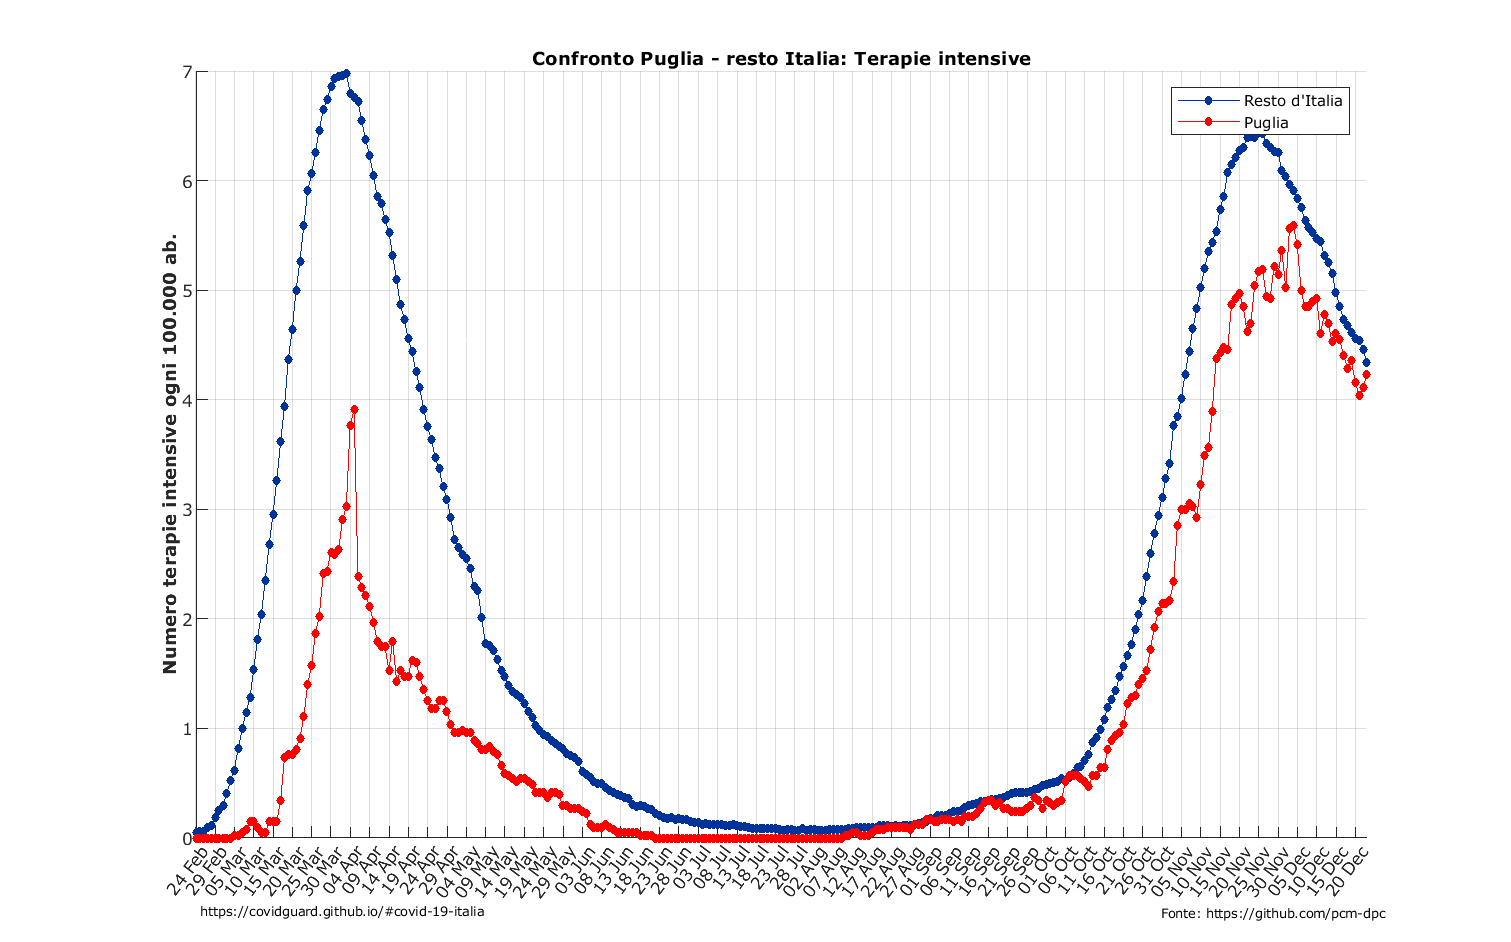 Confronto Puglia - resto Italia: Terapie intensive
Resto d'Italia
Puglia
Numero terapie intensive ogni 100.000 ab.
7
6
5
4
3
2
1
0
24 Feb
29 Feb
05 Mar
10 Mar
15 Mar
20 Mar
25 Mar
30 Mar
04 Apr
09 Apr
14 Apr
19 Apr
24 Apr
29 Apr
04 May
09 May
14 May
19 May
24 May
29 May
03 Jun
08 Jun
13 Jun
18 Jun
23 Jun
28 Jun
03 Jul
08 Jul
13 Jul
18 Jul
23 Jul
28 Jul
02 Aug
07 Aug
12 Aug
17 Aug
22 Aug
27 Aug
01 Sep
06 Sep
11 Sep
16 Sep
21 Sep
26 Sep
01 Oct
06 Oct
11 Oct
16 Oct
21 Oct
26 Oct
31 Oct
05 Nov
10 Nov
15 Nov
20 Nov
25 Nov
30 Nov
05 Dec
10 Dec
15 Dec
20 Dec
https://covidguard.github.io/#covid-19-italia
Fonte: https://github.com/pcm-dpc